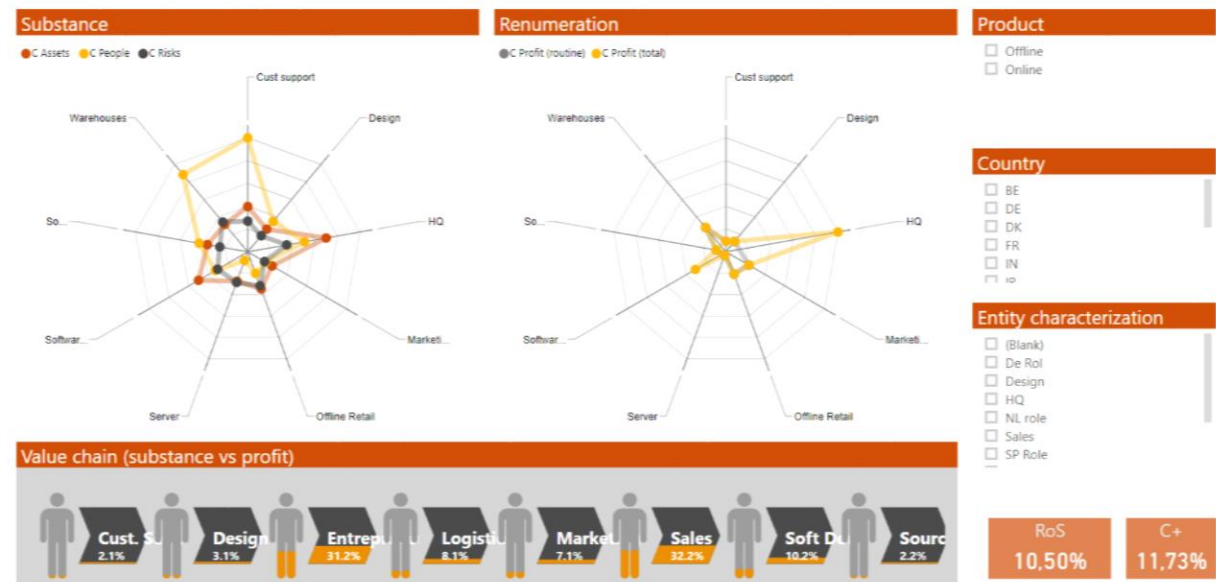 Substance
C Assets C People C Risks
Cust support
Design
HQ
Marketi...
Offline Retail
Server
Softwar...
So...
Warehouses
Renumeration
C Profit (routine) C Profit (total)
Cust support
Design
HQ
Marketi...
Offline Retail
Server
Softwar...
So...
Warehouses
Product
Offline
Online
Country
BE
DE
DK
FR
IN
Entity characterization
(Blank)
De Rol
Design
HQ
NL role
Sales
SP Role
Value chain (substance vs profit)
Cust. S
2.1%
Design
3.1%
Entrep
31.2%
Logisti
8.1%
Market
7.1%
Sales
32.2%
Soft D
10.2%
Sourc
2.2%
RoS
10,50%
C+
11,73%